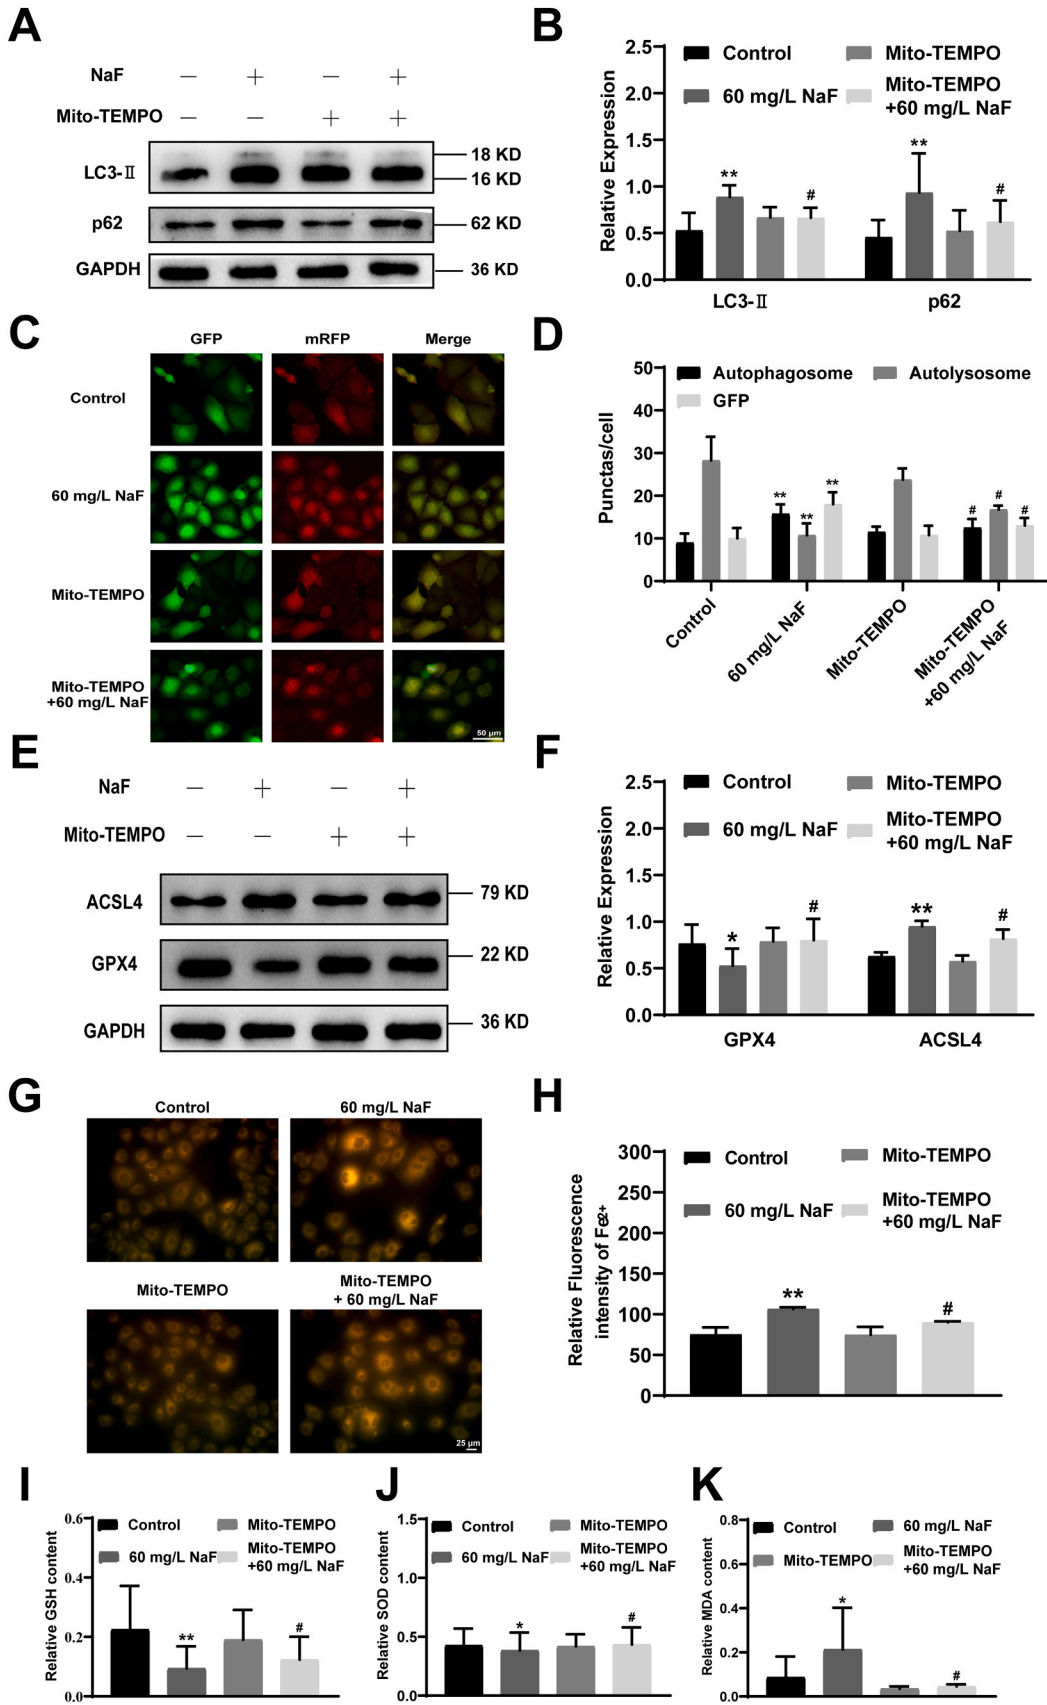 A
NaF − + − +
Mito-TEMPO − − + +
LC3-Ⅱ
18 KD
16 KD
p62
62 KD
GAPDH
36 KD
B
Relative Expression
2.5
2.0
1.5
1.0
0.5
0.0
Control
Mito-TEMPO
60 mg/L NaF
Mito-TEMPO
+60 mg/L NaF
** # ** #
LC3-Ⅱ p62
C
GFP mRFP Merge
Control
60 mg/L NaF
Mito-TEMPO
Mito-TEMPO
+60 mg/L NaF
50 μm
D
Punctas/cell
50
40
30
20
10
0
Autophagosome
Autolysosome
GFP
** ** ** # # #
Control
60 mg/L NaF
Mito-TEMPO
Mito-TEMPO
+60 mg/L NaF
E
NaF − + − +
Mito-TEMPO − − + +
ACSL4
79 KD
GPX4
22 KD
GAPDH
36 KD
F
Relative Expression
2.5
2.0
1.5
1.0
0.5
0.0
Control
Mito-TEMPO
60 mg/L NaF
Mito-TEMPO
+60 mg/L NaF
* # ** #
GPX4 ACSL4
G
Control
60 mg/L NaF
Mito-TEMPO
Mito-TEMPO
+ 60 mg/L NaF
25 μm
H
Relative Fluorescence
intensity of Fe2+
300
250
200
150
100
50
0
Control
Mito-TEMPO
60 mg/L NaF
Mito-TEMPO
+60 mg/L NaF
** #
I
Relative GSH content
0.6
0.4
0.2
0.0
Control
Mito-TEMPO
60 mg/L NaF
Mito-TEMPO
+60 mg/L NaF
** #
J
Relative SOD content
1.5
1.0
0.5
0.0
Control
Mito-TEMPO
60 mg/L NaF
Mito-TEMPO
+60 mg/L NaF
* #
K
Relative MDA content
0.8
0.6
0.4
0.2
0.0
Control
60 mg/L NaF
Mito-TEMPO
Mito-TEMPO
+60 mg/L NaF
* #